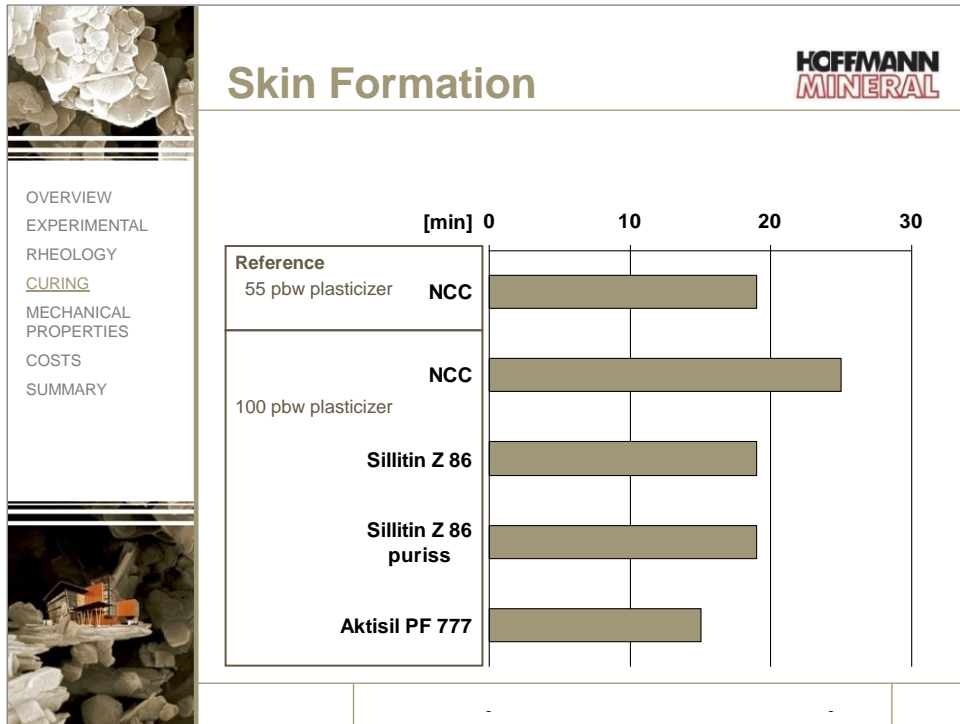 Skin Formation
HOFFMANN
MINERAL
OVERVIEW
EXPERIMENTAL
RHEOLOGY
CURING
MECHANICAL
PROPERTIES
COSTS
SUMMARY
[min] 0 10 20 30
Reference
55 pbw plasticizer
NCC
NCC
100 pbw plasticizer
Sillitin Z 86
Sillitin Z 86
puriss
Aktisil PF 777
- -